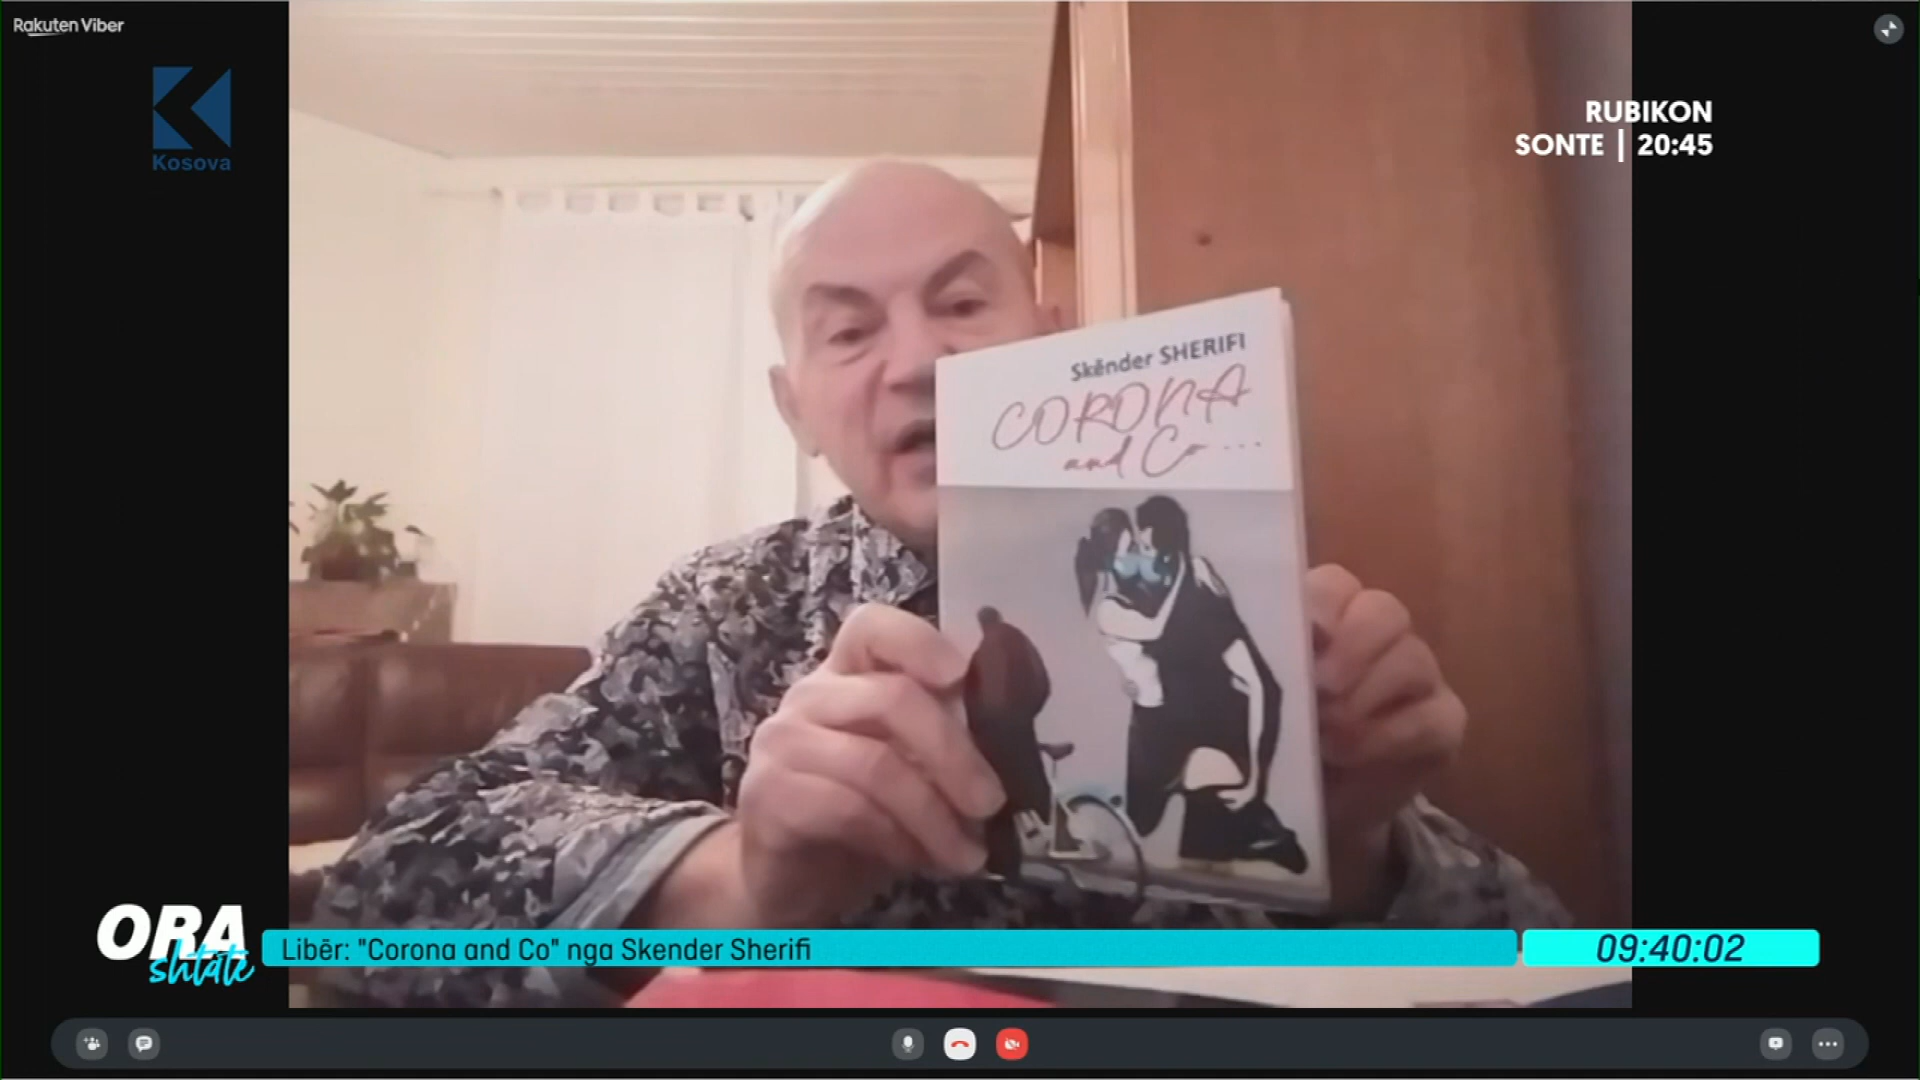 Rakuten Viber
Kosova
RUBIKON
SONTE | 20:45
Skënder SHERIFI
CORONA
and Co ...
ORA
shtatë
Libër: "Corona and Co" nga Skender Sherifi
09:40:02